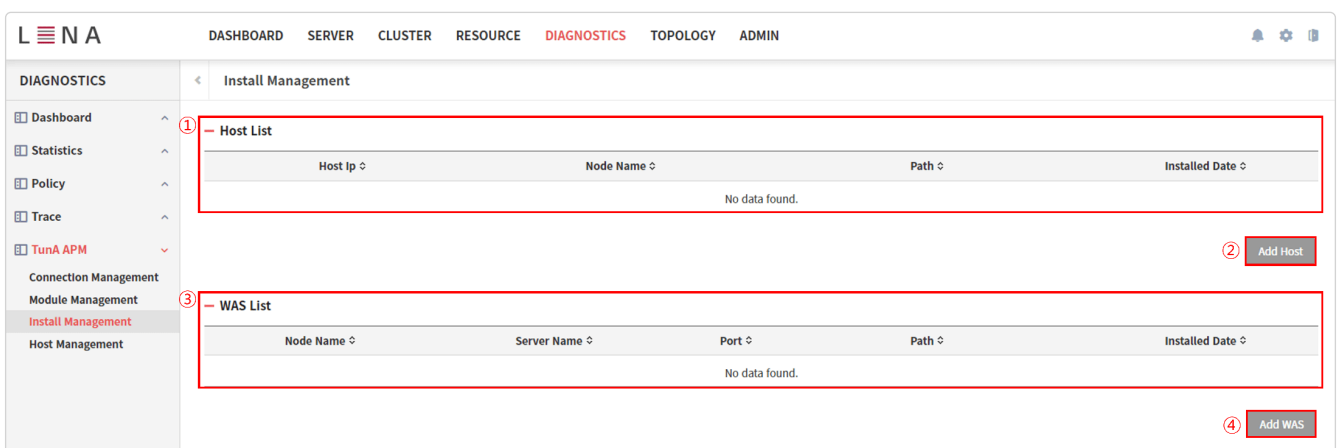 LENA
DASHBOARD SERVER CLUSTER RESOURCE DIAGNOSTICS TOPOLOGY ADMIN
DIAGNOSTICS
Install Management
Dashboard
Statistics
Policy
Trace
TunA APM
Connection Management
Module Management
Install Management
Host Management
① Host List
Host Ip Node Name Path Installed Date
No data found.
② Add Host
③ WAS List
Node Name Server Name Port Path Installed Date
No data found.
④ Add WAS